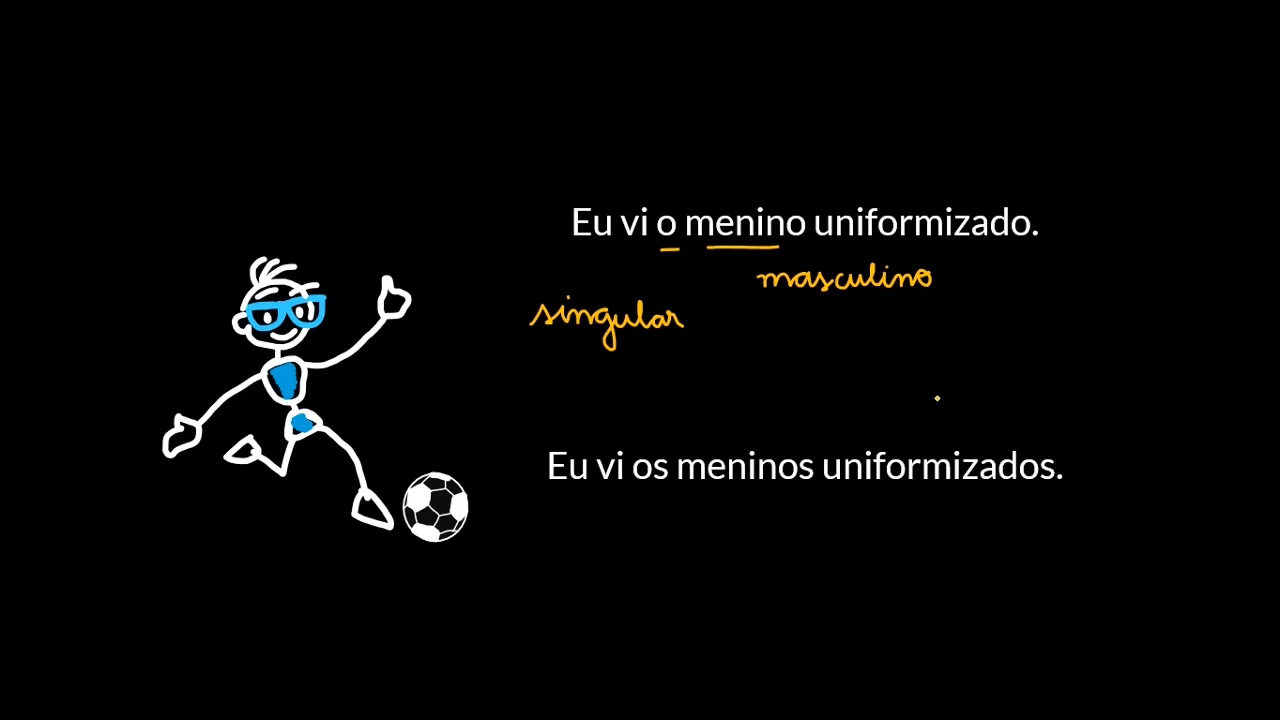 Eu vi o menino uniformizado.
masculino
singular
Eu vi os meninos uniformizados.